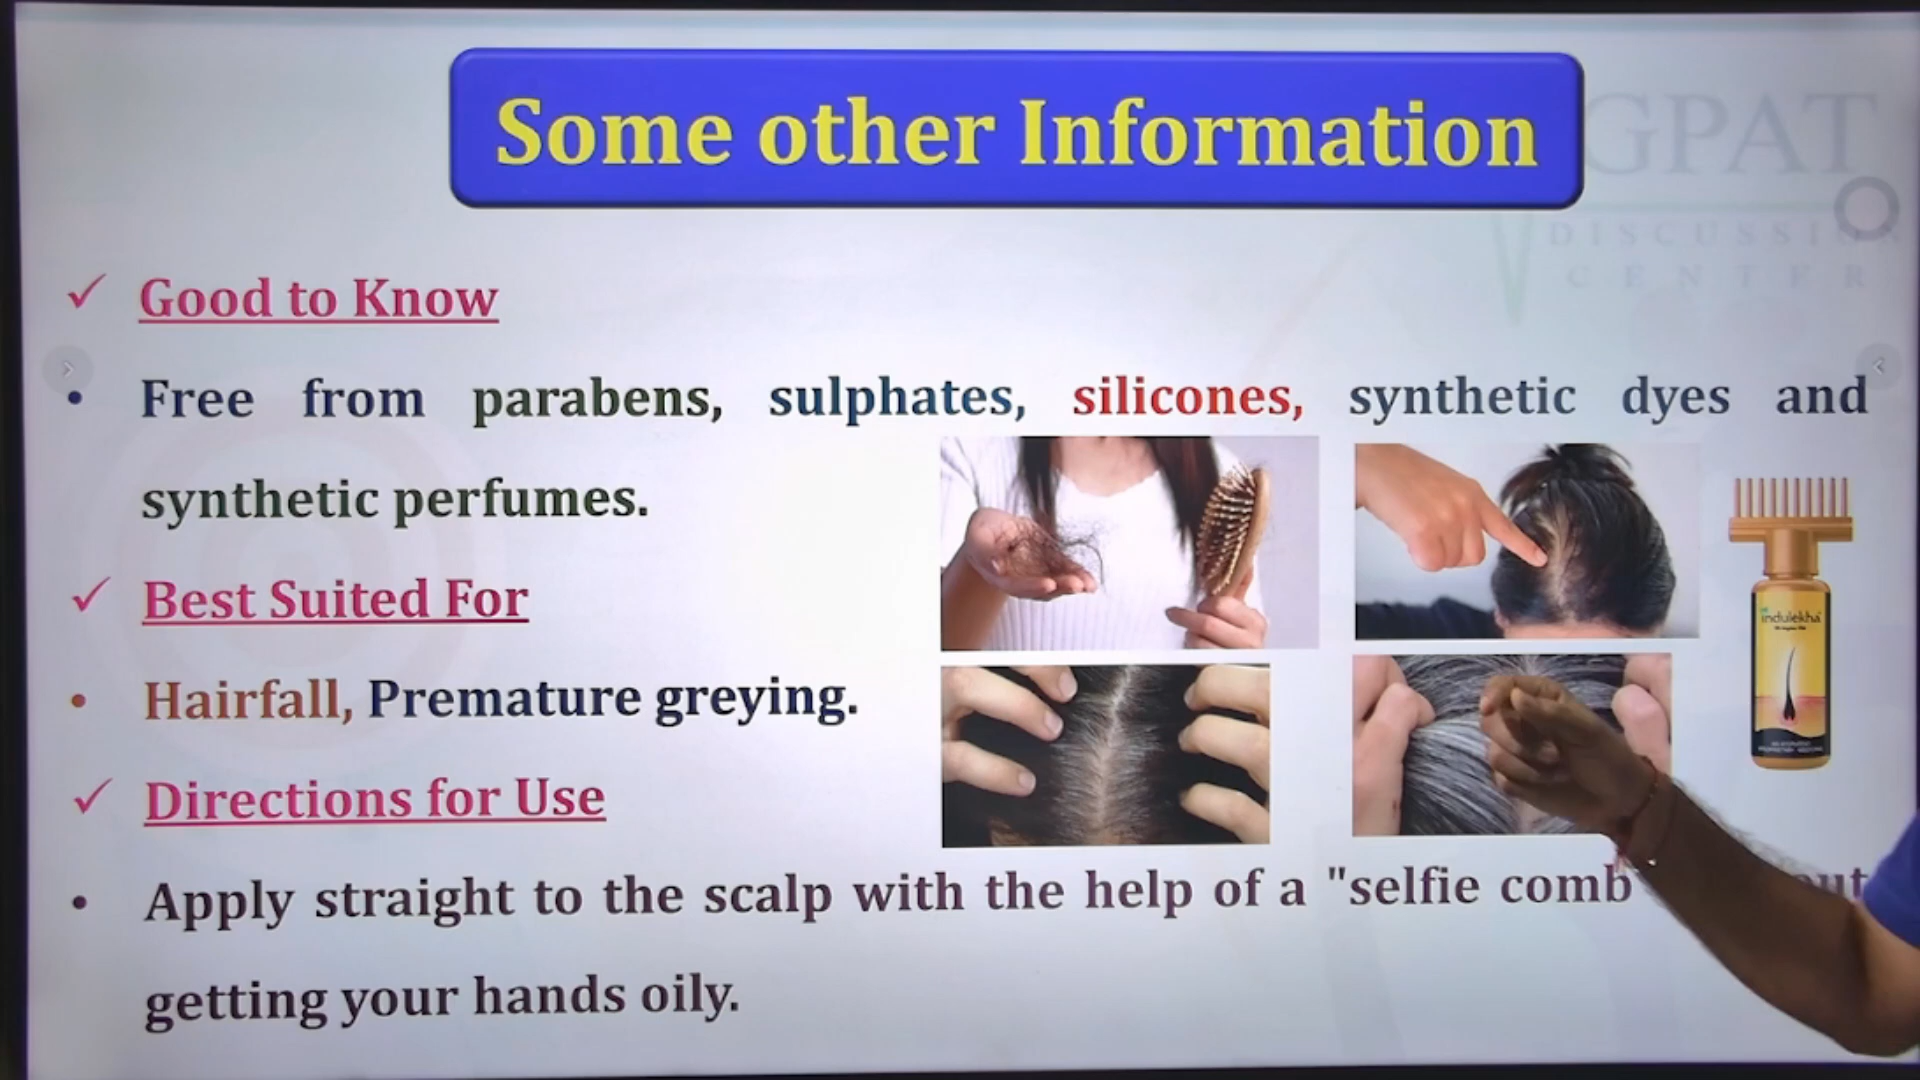 Some other Information
GPAT
DISCUSSION
CENTER
Good to Know
Free from parabens, sulphates, silicones, synthetic dyes and
synthetic perfumes.
Best Suited For
Hairfall, Premature greying.
indulekha
Directions for Use
Apply straight to the scalp with the help of a "selfie comb
getting your hands oily.